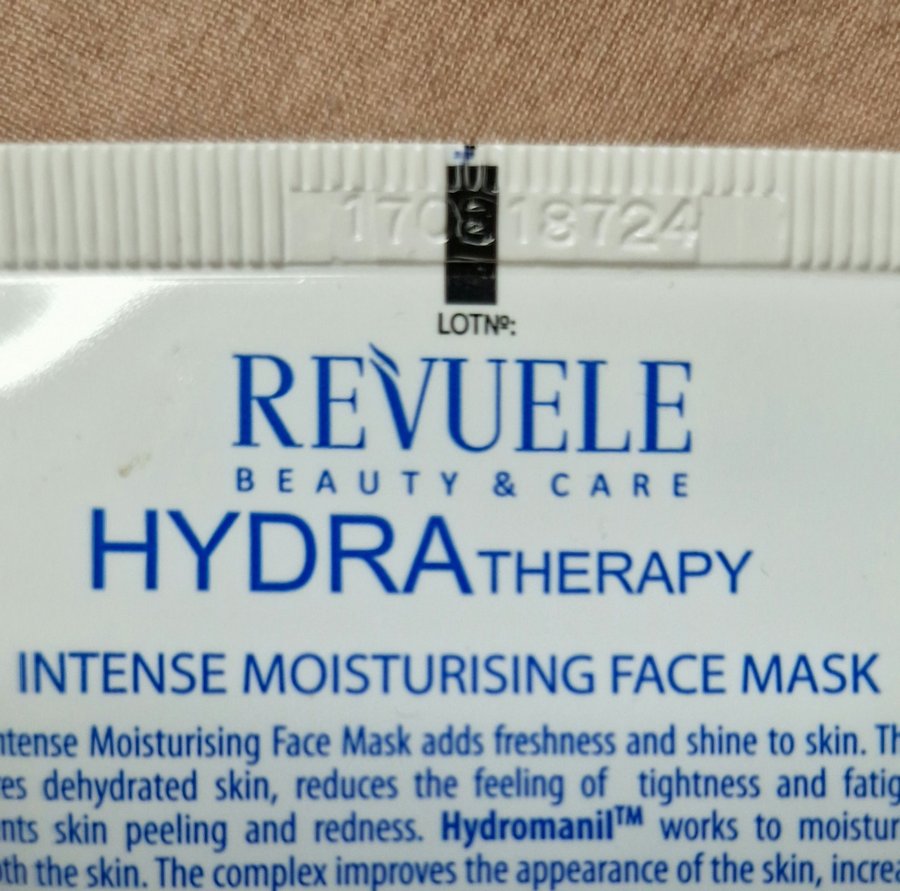 170818724
LOTNº:
REVUELE
BEAUTY & CARE
HYDRATHERAPY
INTENSE MOISTURISING FACE MASK
ntense Moisturising Face Mask adds freshness and shine to skin. Th
es dehydrated skin, reduces the feeling of tightness and fatig
nts skin peeling and redness. Hydromanil™ works to moistur
oth the skin. The complex improves the appearance of the skin, increa